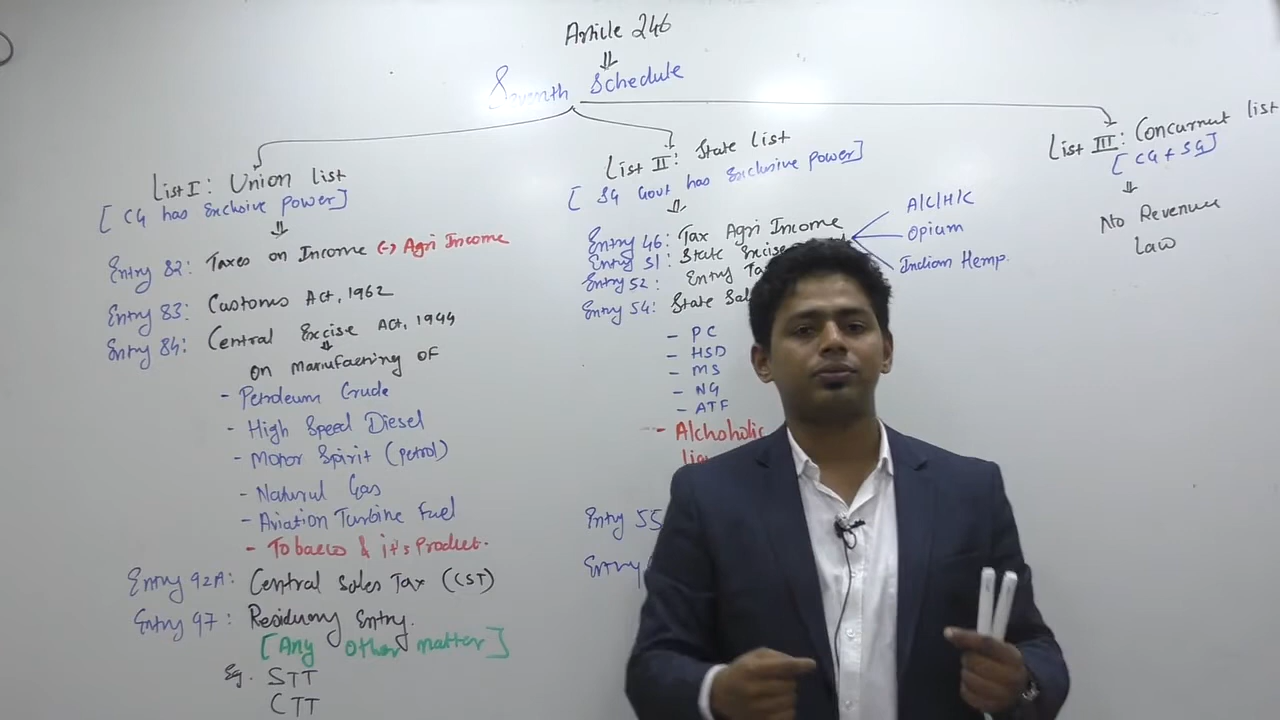 Article 246
⇓
Seventh Schedule
List I: Union list
[CG has Exclusive power]
⇓
Entry 82: Taxes on Income (-) Agri Income
Entry 83: Customs Act, 1962
Entry 84: Central Excise Act, 1944
on manufacturing of
- Petroleum Crude
- High Speed Diesel
- Motor Spirit (petrol)
- Natural Gas
- Aviation Turbine Fuel
- Tobacco & it's Product.
Entry 92A: Central Sales Tax (CST)
Entry 97: Residuary Entry.
[Any other matter]
Eg. STT
CTT
List II: State list
[SG Govt has Exclusive power]
⇓
Entry 46: Tax Agri Income
Entry 51: State Excise
Entry 52: Entry Ta
Entry 54: State Sal
- PC
- HSD
- MS
- NG
- ATF
- Alchoholic
Entry 55
Entry
A/C/H/C
Opium
Indian Hemp.
List III: Concurrent list
[CG + SG]
⇓
No Revenue
Law